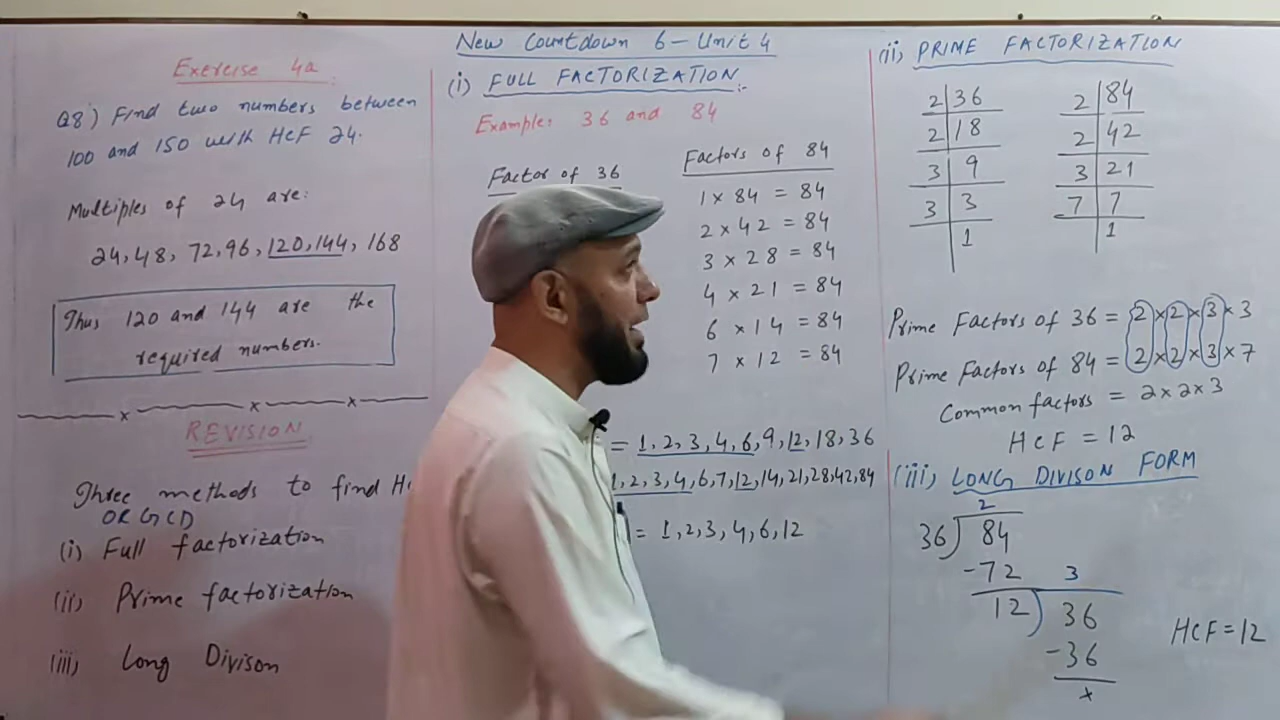 New Countdown 6 - Unit 4
Exercise 4a
Q8) Find two numbers between
100 and 150 with HCF 24.
Multiples of 24 are:
24, 48, 72, 96, 120, 144, 168
Thus 120 and 144 are the
required numbers.
x x x
REVISION
Three methods to find
OR GCD
(i) Full factorization
(ii) Prime factorization
(iii) Long Divison
(i) FULL FACTORIZATION:-
Example: 36 and 84
Factor of 36
Factors of 84
1 x 84 = 84
2 x 42 = 84
3 x 28 = 84
4 x 21 = 84
6 x 14 = 84
7 x 12 = 84
= 1, 2, 3, 4, 6, 9, 12, 18, 36
1, 2, 3, 4, 6, 7, 12, 14, 21, 28, 42, 84
= 1, 2, 3, 4, 6, 12
(ii) PRIME FACTORIZATION
2 | 36
2 | 18
3 | 9
3 | 3
1
2 | 84
2 | 42
3 | 21
7 | 7
1
Prime Factors of 36 = 2 x 2 x 3 x 3
Prime Factors of 84 = 2 x 2 x 3 x 7
Common factors = 2 x 2 x 3
HCF = 12
(iii) LONG DIVISON FORM
2
36 ) 84
-72 3
12 ) 36
-36
x
HCF = 12